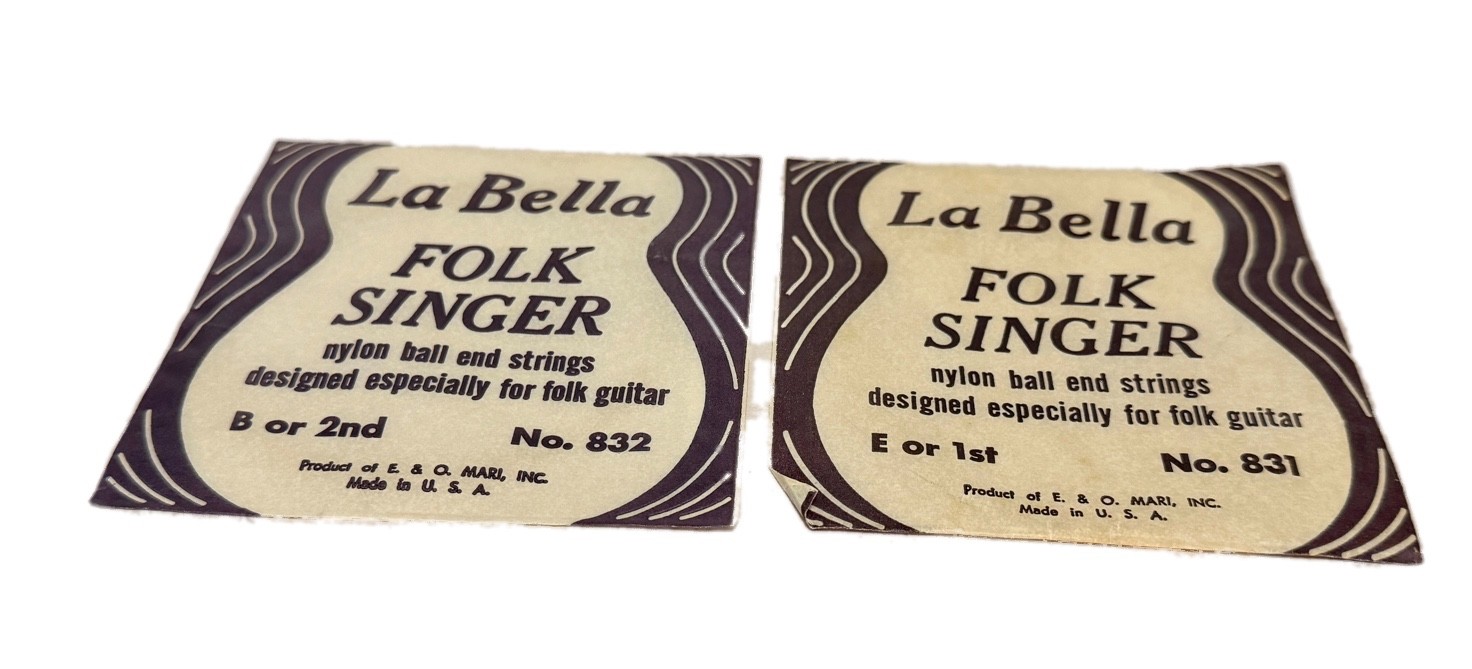 La Bella
FOLK
SINGER
nylon ball end strings
designed especially for folk guitar
B or 2nd
No. 832
Product of E. & O. MARI, INC.
Made in U. S. A.
La Bella
FOLK
SINGER
nylon ball end strings
designed especially for folk guitar
E or 1st
No. 831
Product of E. & O. MARI, INC.
Made in U. S. A.